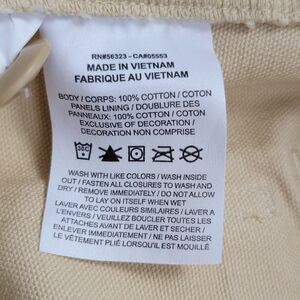 RN#56323 - CA#05553
MADE IN VIETNAM
FABRIQUE AU VIETNAM
BODY / CORPS: 100% COTTON / COTON
PANELS LINING / DOUBLURE DES
PANNEAUX: 100% COTTON / COTON
EXCLUSIVE OF DECORATION /
DECORATION NON COMPRISE
WASH WITH LIKE COLORS / WASH INSIDE
OUT / FASTEN ALL CLOSURES TO WASH AND
DRY / REMOVE IMMEDIATELY / DO NOT ALLOW
TO LAY ON ITSELF WHEN WET
LAVER AVEC COULEURS SIMILAIRES / LAVER A
L'ENVERS / VEUILLEZ BOUCLER TOUTES LES
ATTACHES AVANT DE LAVER ET SECHER /
ENLEVER IMMEDIATEMENT / NE PAS LAISSER
LE VÊTEMENT PLIÉ LORSQU'IL EST MOUILLÉ